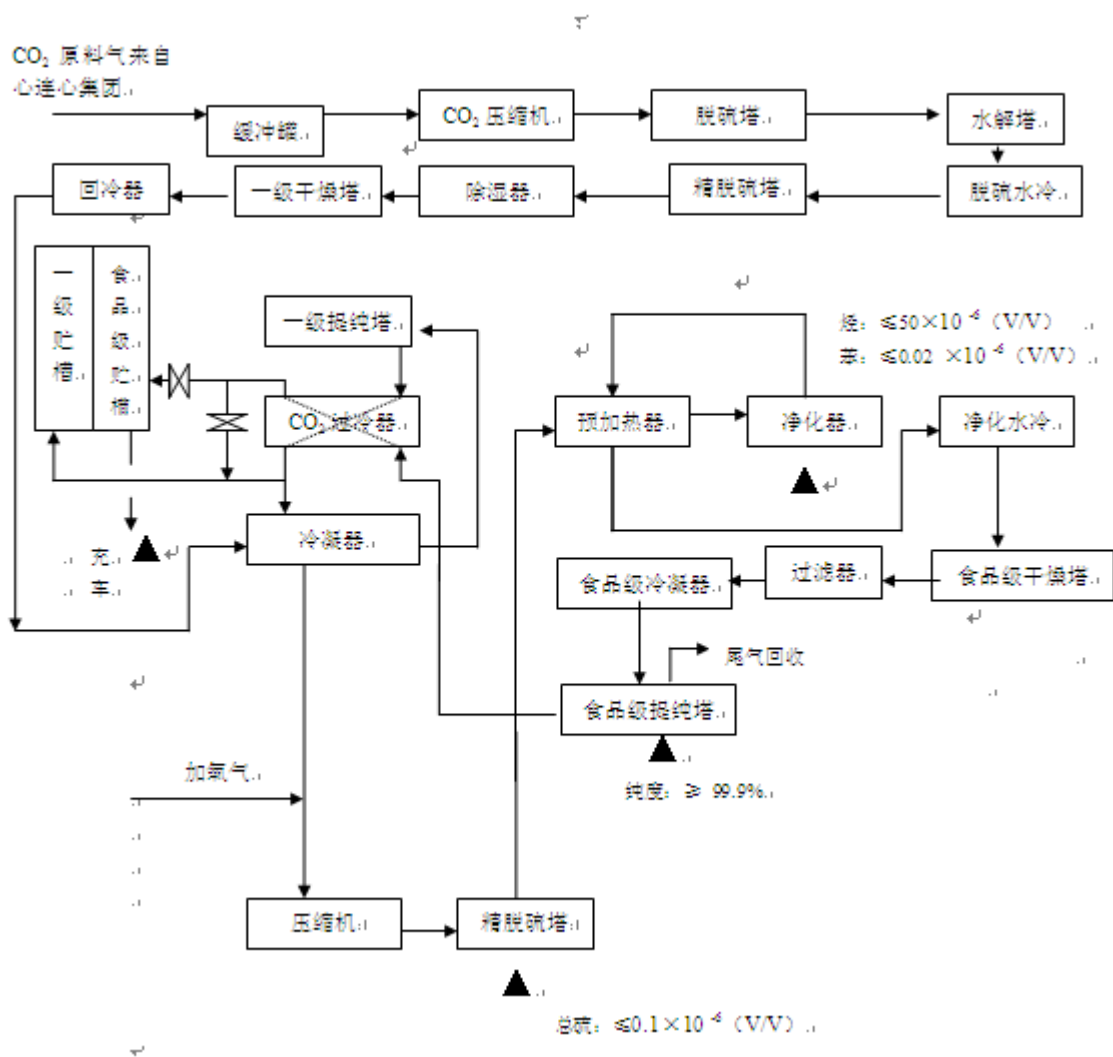 CO₂ 原料气来自
心连心集团
缓冲罐
CO₂ 压缩机
脱硫塔
水解塔
回冷器
一级干燥塔
除湿器
精脱硫塔
脱硫水冷
一级贮槽
食品级贮槽
一级提纯塔
烃：≤50×10⁻⁶（V/V）
苯：≤0.02 ×10⁻⁶（V/V）
CO₂ 过冷器
预加热器
净化器
净化水冷
冷凝器
充
车
食品级冷凝器
过滤器
食品级干燥塔
尾气回收
食品级提纯塔
加氧气
纯度：≥ 99.9%
压缩机
精脱硫塔
总硫：≤0.1×10⁻⁶（V/V）